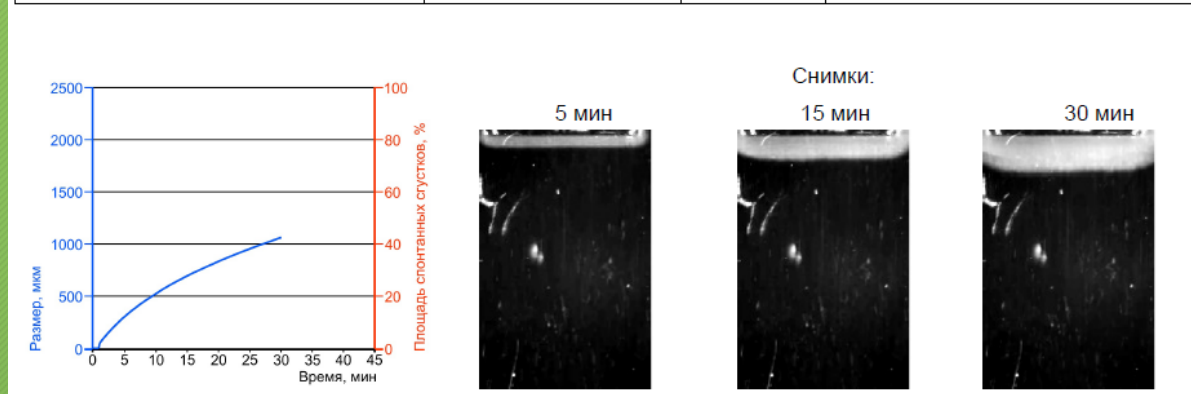 Снимки:
5 мин
15 мин
30 мин
2500
2000
1500
1000
500
0
Размер, мкм
100
80
60
40
20
0
Площадь спонтанных сгустков, %
0 5 10 15 20 25 30 35 40 45
Время, мин